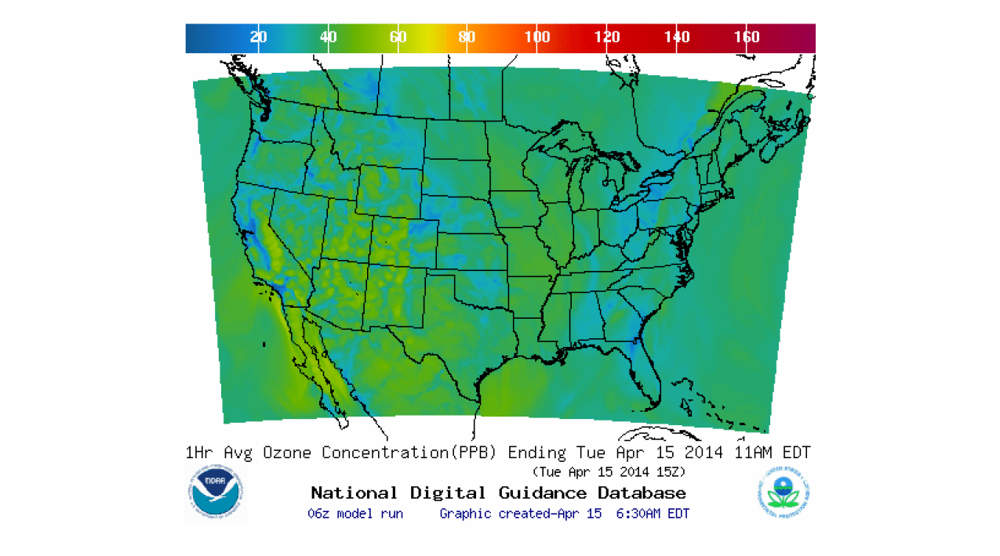 20 40 60 80 100 120 140 160
1Hr Avg Ozone Concentration(PPB) Ending Tue Apr 15 2014 11AM EDT
(Tue Apr 15 2014 15Z)
NOAA
National Digital Guidance Database
06z model run Graphic created-Apr 15 6:30AM EDT